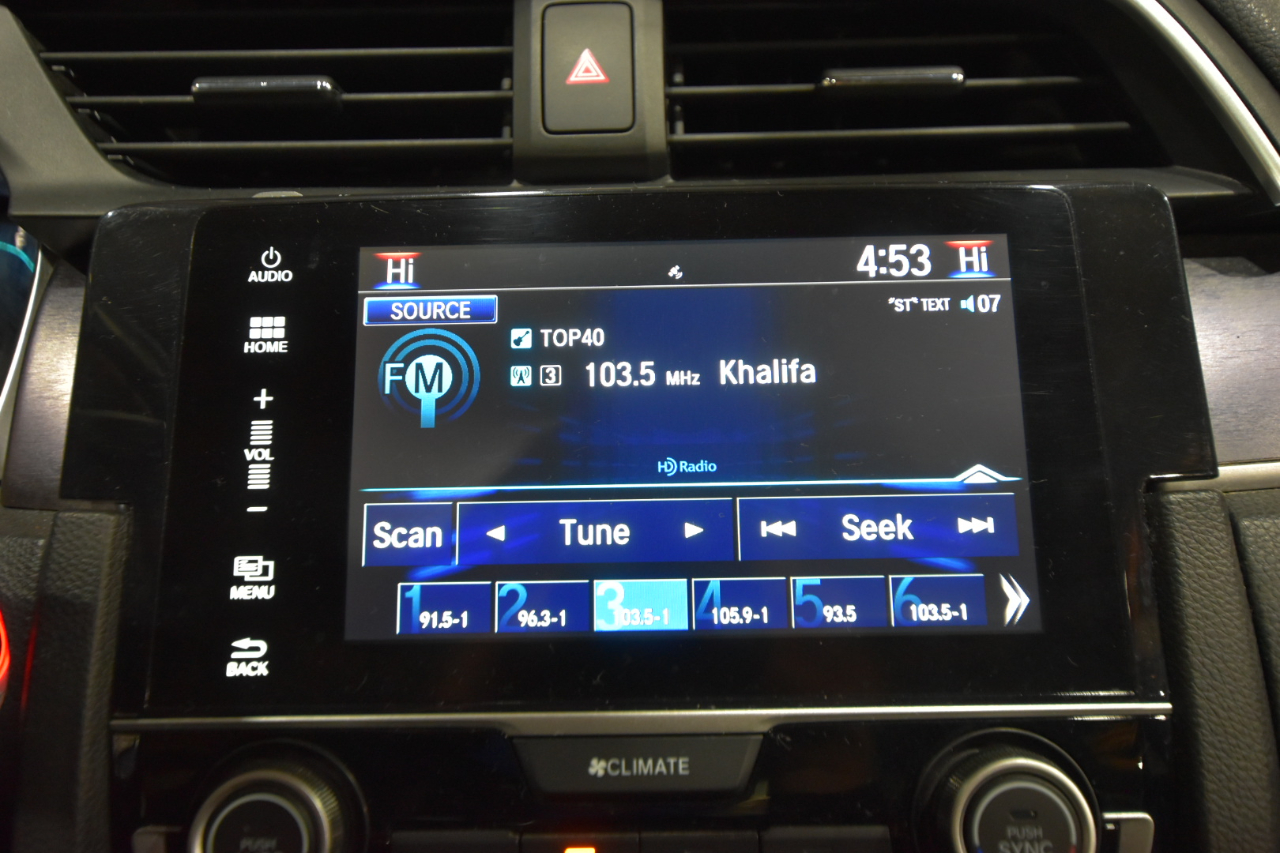 AUDIO
HOME
+
VOL
−
MENU
BACK
Hi 4:53 Hi
SOURCE "ST" TEXT 07
FM TOP40
3 103.5 MHz Khalifa
HD Radio
Scan Tune Seek
1 91.5-1 2 96.3-1 3 103.5-1 4 105.9-1 5 93.5 6 103.5-1
CLIMATE
PUSH PUSH
SYNC